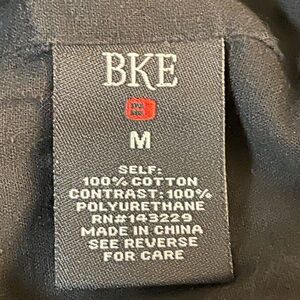 BKE
M
SELF:
100% COTTON
CONTRAST: 100%
POLYURETHANE
RN#143229
MADE IN CHINA
SEE REVERSE
FOR CARE